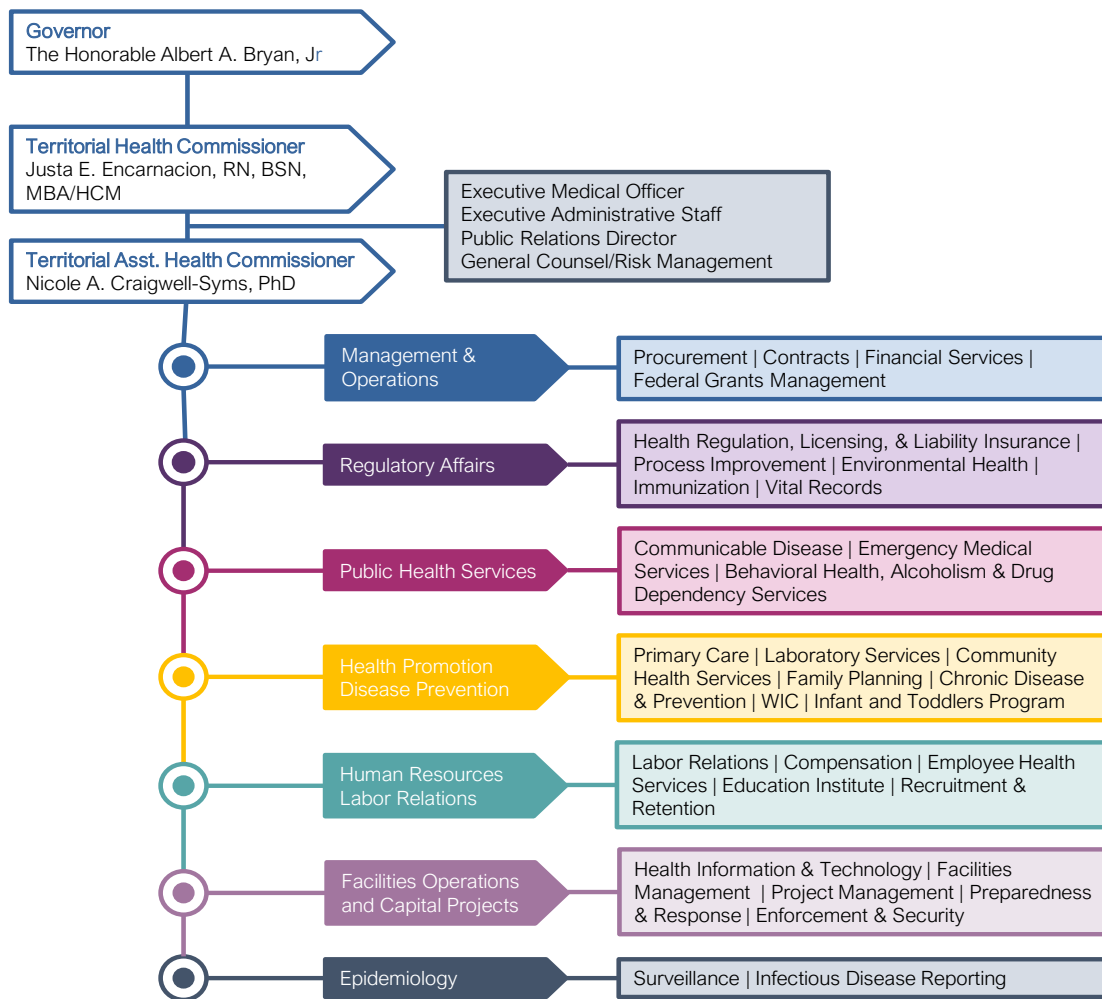 Governor
The Honorable Albert A. Bryan, Jr
Territorial Health Commissioner
Justa E. Encarnacion, RN, BSN,
MBA/HCM
Executive Medical Officer
Executive Administrative Staff
Public Relations Director
General Counsel/Risk Management
Territorial Asst. Health Commissioner
Nicole A. Craigwell-Syms, PhD
Management &
Operations
Procurement | Contracts | Financial Services |
Federal Grants Management
Regulatory Affairs
Health Regulation, Licensing, & Liability Insurance |
Process Improvement | Environmental Health |
Immunization | Vital Records
Public Health Services
Communicable Disease | Emergency Medical
Services | Behavioral Health, Alcoholism & Drug
Dependency Services
Health Promotion
Disease Prevention
Primary Care | Laboratory Services | Community
Health Services | Family Planning | Chronic Disease
& Prevention | WIC | Infant and Toddlers Program
Human Resources
Labor Relations
Labor Relations | Compensation | Employee Health
Services | Education Institute | Recruitment &
Retention
Facilities Operations
and Capital Projects
Health Information & Technology | Facilities
Management | Project Management | Preparedness
& Response | Enforcement & Security
Epidemiology
Surveillance | Infectious Disease Reporting